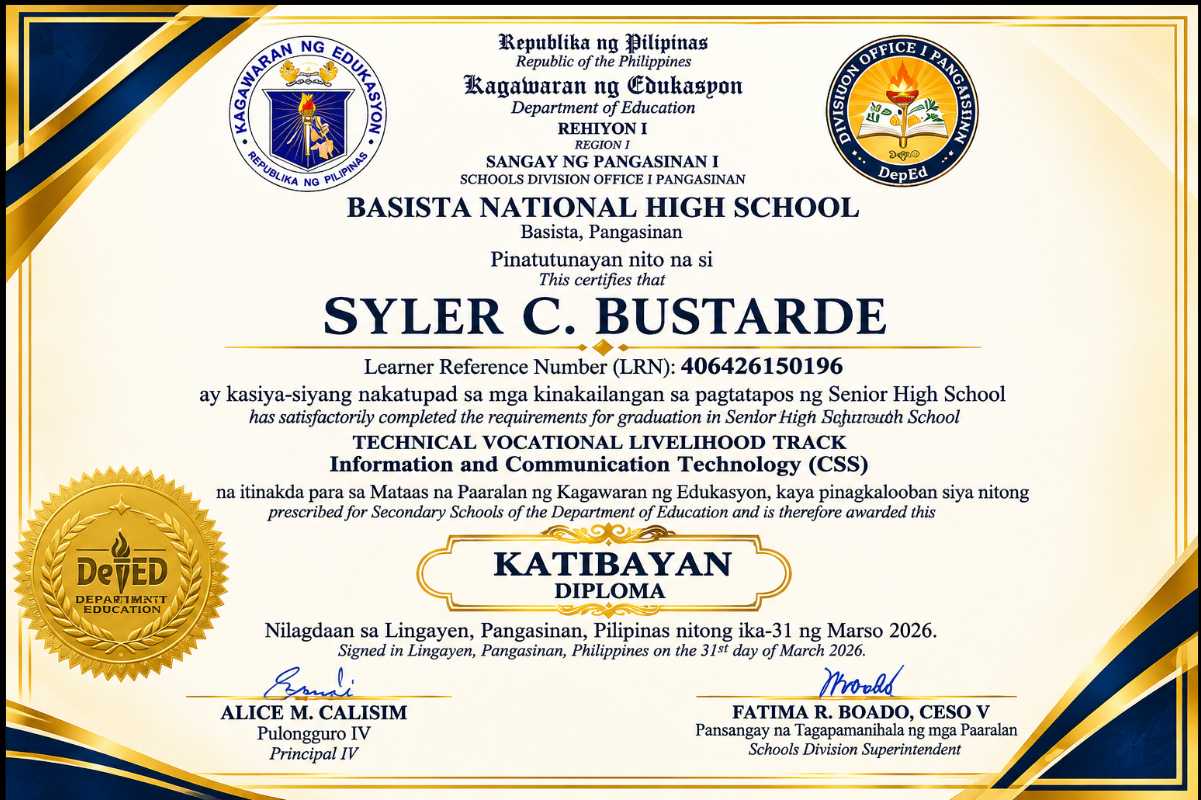 KAGAWARAN NG EDUKASYON
REPUBLIKA NG PILIPINAS
Republika ng Pilipinas
Republic of the Philippines
Kagawaran ng Edukasyon
Department of Education
REHIYON I
REGION I
SANGAY NG PANGASINAN I
SCHOOLS DIVISION OFFICE I PANGASINAN
DIVISIUON OFFICE I PANGAISINN
DepEd
BASISTA NATIONAL HIGH SCHOOL
Basista, Pangasinan
Pinatutunayan nito na si
This certifies that
SYLER C. BUSTARDE
Learner Reference Number (LRN): 406426150196
ay kasiya-siyang nakatupad sa mga kinakailangan sa pagtatapos ng Senior High School
has satisfactorily completed the requirements for graduation in Senior High School
TECHNICAL VOCATIONAL LIVELIHOOD TRACK
Information and Communication Technology (CSS)
na itinakda para sa Mataas na Paaralan ng Kagawaran ng Edukasyon, kaya pinagkalooban siya nitong
prescribed for Secondary Schools of the Department of Education and is therefore awarded this
DeED
EDUCATION
KATIBAYAN
DIPLOMA
Nilagdaan sa Lingayen, Pangasinan, Pilipinas nitong ika-31 ng Marso 2026.
Signed in Lingayen, Pangasinan, Philippines on the 31st day of March 2026.
ALICE M. CALISIM
Pulongguro IV
Principal IV
FATIMA R. BOADO, CESO V
Pansangay na Tagapamanihala ng mga Paaralan
Schools Division Superintendent